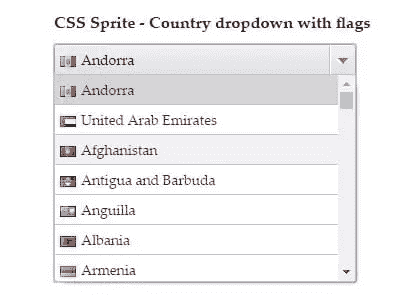 CSS Sprite - Country dropdown with flags
Andorra
Andorra
United Arab Emirates
Afghanistan
Antigua and Barbuda
Anguilla
Albania
Armenia